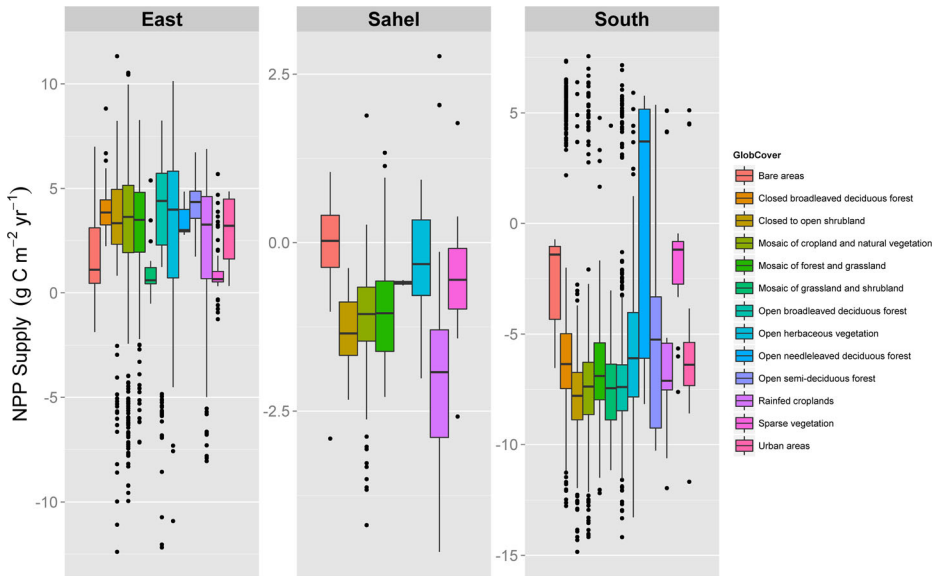 East
Sahel
South
NPP Supply (g C m⁻² yr⁻¹)
10
5
0
-5
-10
2.5
0.0
-2.5
5
0
-5
-10
-15
GlobCover
Bare areas
Closed broadleaved deciduous forest
Closed to open shrubland
Mosaic of cropland and natural vegetation
Mosaic of forest and grassland
Mosaic of grassland and shrubland
Open broadleaved deciduous forest
Open herbaceous vegetation
Open needleleaved deciduous forest
Open semi-deciduous forest
Rainfed croplands
Sparse vegetation
Urban areas